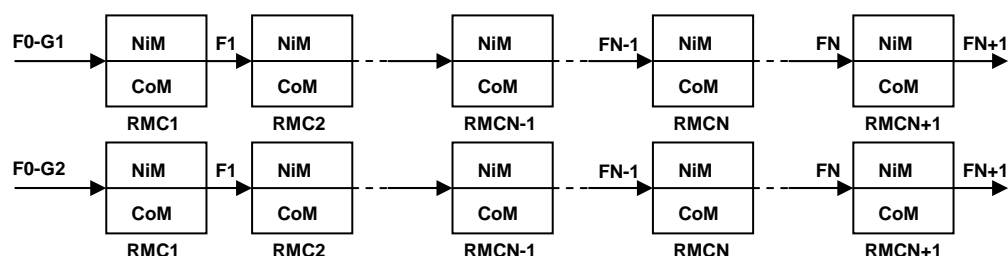 F0-G1 NiM F1 NiM NiM FN-1 NiM FN NiM FN+1
CoM CoM CoM CoM CoM
RMC1 RMC2 RMCN-1 RMCN RMCN+1
F0-G2 NiM F1 NiM NiM FN-1 NiM FN NiM FN+1
CoM CoM CoM CoM CoM
RMC1 RMC2 RMCN-1 RMCN RMCN+1